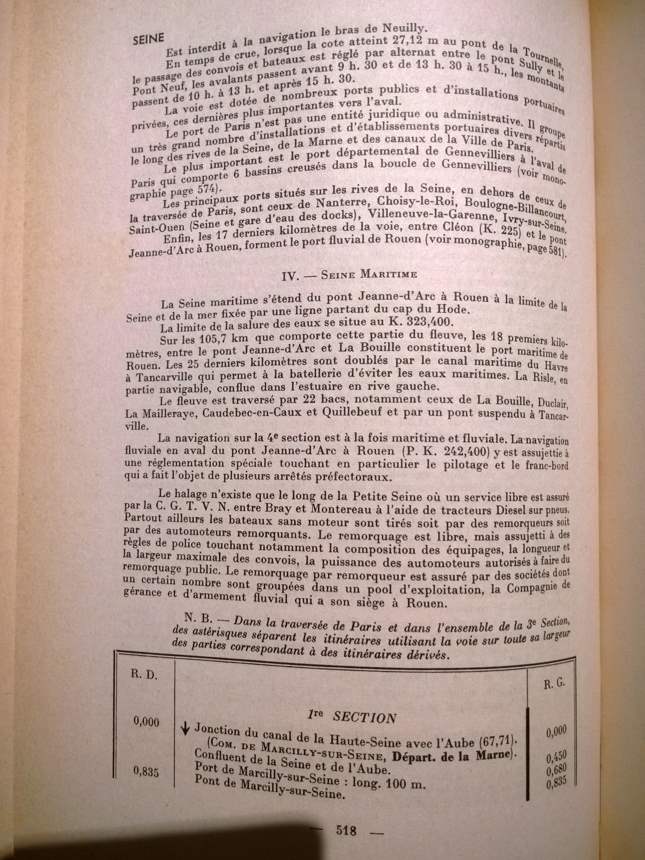 SEINE
Est interdit à la navigation le bras de Neuilly.
En temps de crue, lorsque la cote atteint 27,12 m au pont de la Tournelle,
le passage des convois et bateaux est réglé par alternat entre le pont Sully et le
Pont Neuf, les avalants passent avant 9 h. 30 et de 13 h. 30 à 15 h., les montants
passent de 10 h. à 13 h. et après 15 h. 30.
La voie est dotée de nombreux ports publics et d'installations portuaires
privées, ces dernières plus importantes vers l'aval.
Le port de Paris n'est pas une entité juridique ou administrative. Il groupe
un très grand nombre d'installations et d'établissements portuaires divers répartis
le long des rives de la Seine, de la Marne et des canaux de la Ville de Paris.
Le plus important est le port départemental de Gennevilliers à l'aval de
Paris qui comporte 6 bassins creusés dans la boucle de Gennevilliers (voir mono-
graphie page 574).
Les principaux ports situés sur les rives de la Seine, en dehors de ceux de
la traversée de Paris, sont ceux de Nanterre, Choisy-le-Roi, Boulogne-Billancourt,
Saint-Ouen (Seine et gare d'eau des docks), Villeneuve-la-Garenne, Ivry-sur-Seine.
Enfin, les 17 derniers kilomètres de la voie, entre Cléon (K. 225) et le pont
Jeanne-d'Arc à Rouen, forment le port fluvial de Rouen (voir monographie, page 581).
IV. — SEINE MARITIME
La Seine maritime s'étend du pont Jeanne-d'Arc à Rouen à la limite de la
Seine et de la mer fixée par une ligne partant du cap du Hode.
La limite de la salure des eaux se situe au K. 323,400.
Sur les 105,7 km que comporte cette partie du fleuve, les 18 premiers kilo-
mètres, entre le pont Jeanne-d'Arc et La Bouille constituent le port maritime de
Rouen. Les 25 derniers kilomètres sont doublés par le canal maritime du Havre
à Tancarville qui permet à la batellerie d'éviter les eaux maritimes. La Risle, en
partie navigable, conflue dans l'estuaire en rive gauche.
Le fleuve est traversé par 22 bacs, notamment ceux de La Bouille, Duclair,
La Mailleraye, Caudebec-en-Caux et Quillebeuf et par un pont suspendu à Tancar-
ville.
La navigation sur la 4e section est à la fois maritime et fluviale. La navigation
fluviale en aval du pont Jeanne-d'Arc à Rouen (P. K. 242,400) y est assujettie à
une réglementation spéciale touchant en particulier le pilotage et le franc-bord
qui a fait l'objet de plusieurs arrêtés préfectoraux.
Le halage n'existe que le long de la Petite Seine où un service libre est assuré
par la C. G. T. V. N. entre Bray et Montereau à l'aide de tracteurs Diesel sur pneus.
Partout ailleurs les bateaux sans moteur sont tirés soit par des remorqueurs soit
par des automoteurs remorquants. Le remorquage est libre, mais assujetti à des
règles de police touchant notamment la composition des équipages, la longueur et
la largeur maximale des convois, la puissance des automoteurs autorisés à faire du
remorquage public. Le remorquage par remorqueur est assuré par des sociétés dont
un certain nombre sont groupées dans un pool d'exploitation, la Compagnie de
gérance et d'armement fluvial qui a son siège à Rouen.
N. B. — Dans la traversée de Paris et dans l'ensemble de la 3e Section,
des astérisques séparent les itinéraires utilisant la voie sur toute sa largeur
des parties correspondant à des itinéraires dérivés.
R. D.
R. G.
1re SECTION
0,000 ↓ Jonction du canal de la Haute-Seine avec l'Aube (67,71). 0,000
(COM. DE MARCILLY-SUR-SEINE, Départ. de la Marne).
Confluent de la Seine et de l'Aube. 0,450
Port de Marcilly-sur-Seine : long. 100 m. 0,680
0,835 Pont de Marcilly-sur-Seine. 0,835
— 518 —